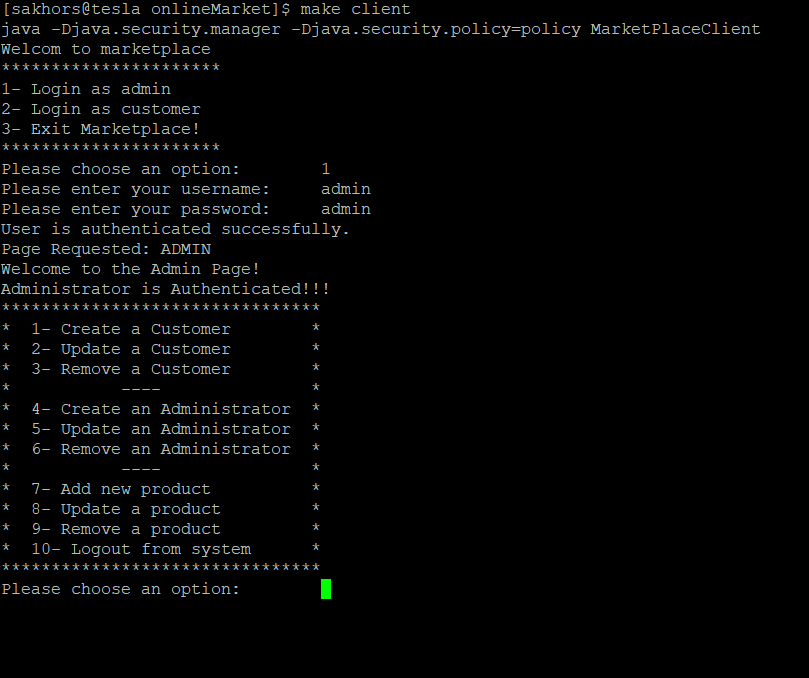 [sakhors@tesla onlineMarket]$ make client
java -Djava.security.manager -Djava.security.policy=policy MarketPlaceClient
Welcom to marketplace
**********************
1- Login as admin
2- Login as customer
3- Exit Marketplace!
**********************
Please choose an option:        1
Please enter your username:     admin
Please enter your password:     admin
User is authenticated successfully.
Page Requested: ADMIN
Welcome to the Admin Page!
Administrator is Authenticated!!!
********************************
*  1- Create a Customer        *
*  2- Update a Customer        *
*  3- Remove a Customer        *
*           ----               *
*  4- Create an Administrator  *
*  5- Update an Administrator  *
*  6- Remove an Administrator  *
*           ----               *
*  7- Add new product          *
*  8- Update a product         *
*  9- Remove a product         *
*  10- Logout from system      *
********************************
Please choose an option: